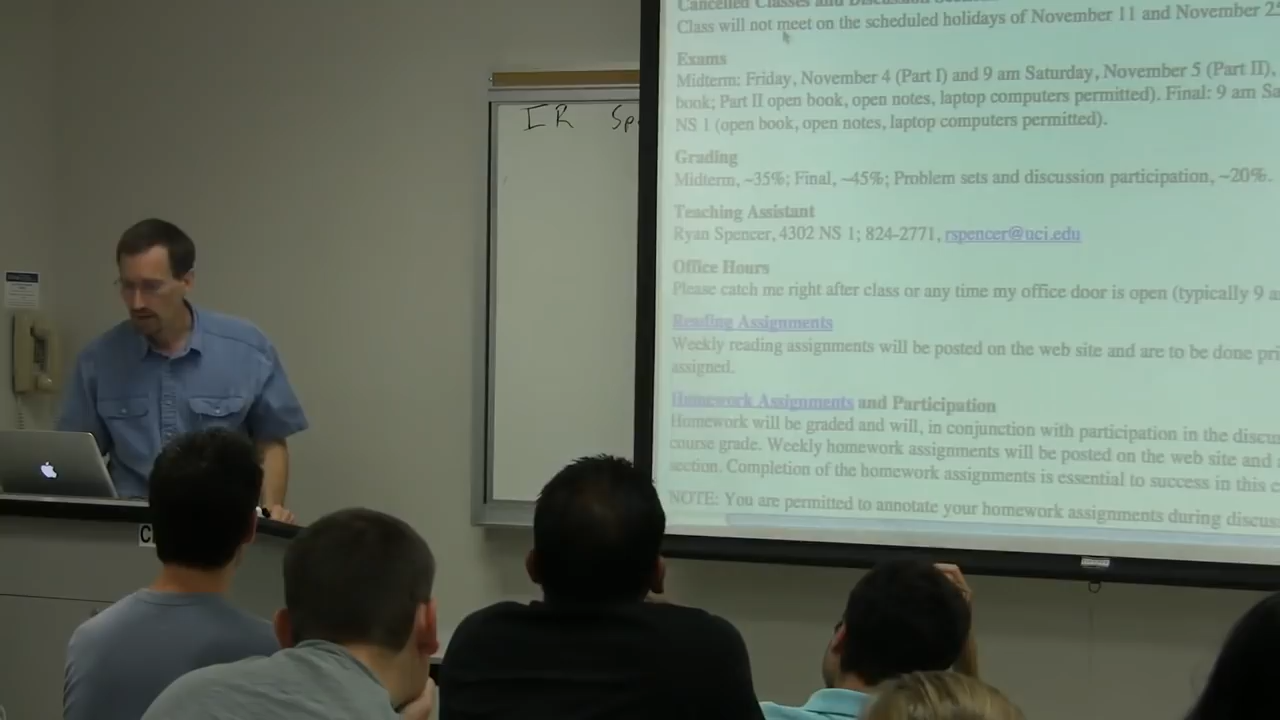 Cancelled Classes and Discussion
Class will not meet on the scheduled holidays of November 11 and November 25
Exams
Midterm: Friday, November 4 (Part I) and 9 am Saturday, November 5 (Part II),
book; Part II open book, open notes, laptop computers permitted). Final: 9 am Sa
NS 1 (open book, open notes, laptop computers permitted).
Grading
Midterm, ~35%; Final, ~45%; Problem sets and discussion participation, ~20%.
Teaching Assistant
Ryan Spencer, 4302 NS 1; 824-2771, rspencer@uci.edu
Office Hours
Please catch me right after class or any time my office door is open (typically 9 a
Reading Assignments
Weekly reading assignments will be posted on the web site and are to be done pri
assigned.
Homework Assignments and Participation
Homework will be graded and will, in conjunction with participation in the discus
course grade. Weekly homework assignments will be posted on the web site and
section. Completion of the homework assignments is essential to success in this c
NOTE: You are permitted to annotate your homework assignments during discuss
IR Sp
C